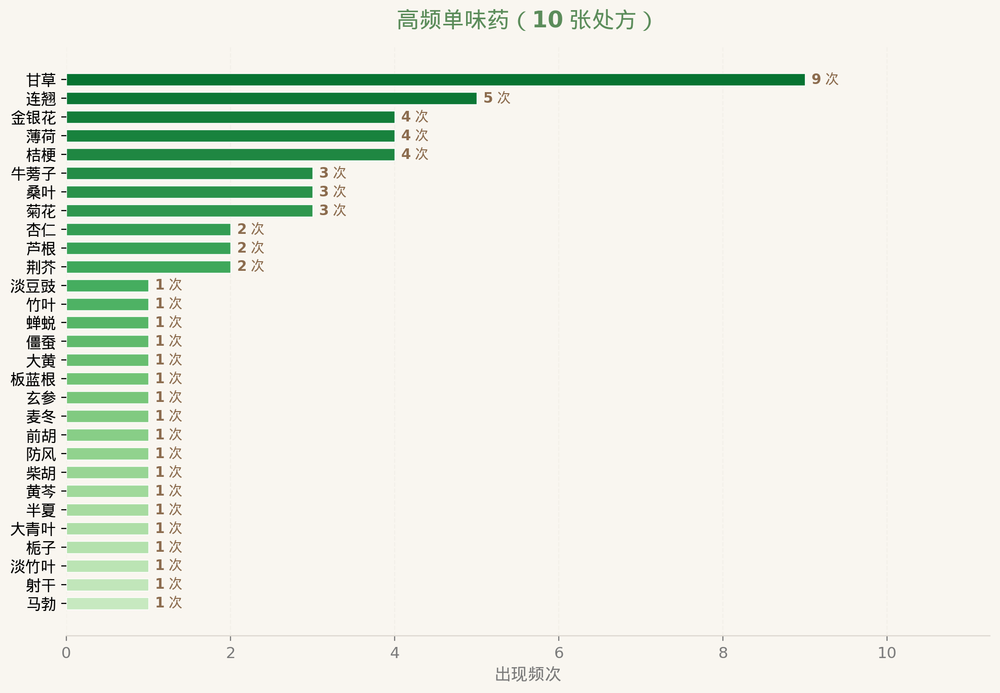 高频单味药（10 张处方）
甘草 9 次
连翘 5 次
金银花 4 次
薄荷 4 次
桔梗 4 次
牛蒡子 3 次
桑叶 3 次
菊花 3 次
杏仁 2 次
芦根 2 次
荆芥 2 次
淡豆豉 1 次
竹叶 1 次
蝉蜕 1 次
僵蚕 1 次
大黄 1 次
板蓝根 1 次
玄参 1 次
麦冬 1 次
前胡 1 次
防风 1 次
柴胡 1 次
黄芩 1 次
半夏 1 次
大青叶 1 次
栀子 1 次
淡竹叶 1 次
射干 1 次
马勃 1 次
0 2 4 6 8 10
出现频次